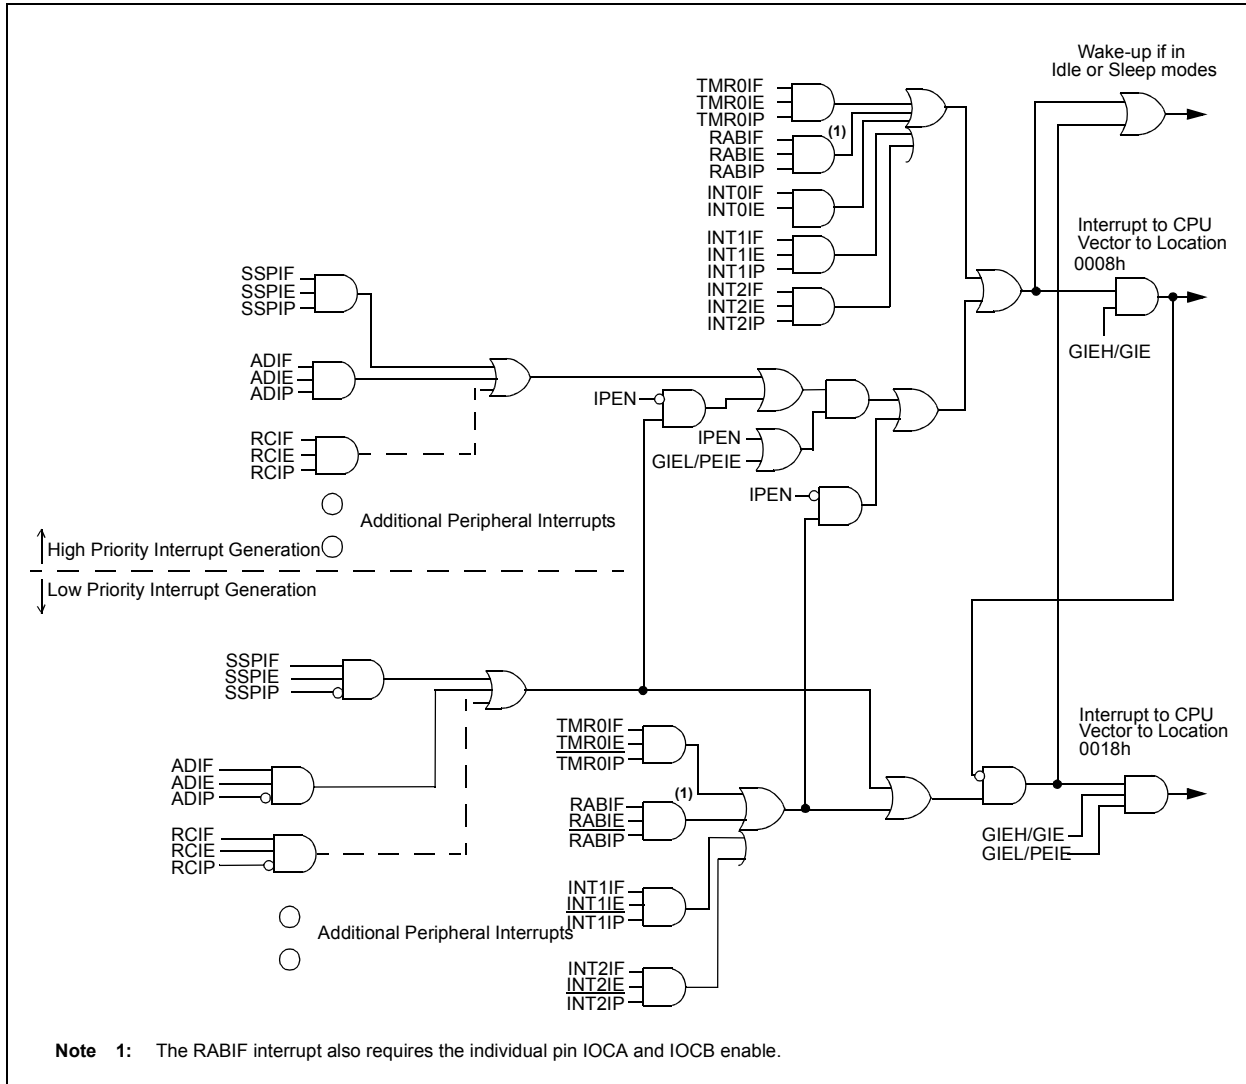 Wake-up if in
Idle or Sleep modes
TMR0IF
TMR0IE
TMR0IP
(1)
RABIF
RABIE
RABIP
INT0IF
INT0IE
INT1IF
INT1IE
INT1IP
INT2IF
INT2IE
INT2IP
Interrupt to CPU
Vector to Location
0008h
GIEH/GIE
SSPIF
SSPIE
SSPIP
ADIF
ADIE
ADIP
RCIF
RCIE
RCIP
IPEN
IPEN
GIEL/PEIE
IPEN
Additional Peripheral Interrupts
High Priority Interrupt Generation
Low Priority Interrupt Generation
SSPIF
SSPIE
SSPIP
ADIF
ADIE
ADIP
RCIF
RCIE
RCIP
Additional Peripheral Interrupts
TMR0IF
TMR0IE
TMR0IP
(1)
RABIF
RABIE
RABIP
INT1IF
INT1IE
INT1IP
INT2IF
INT2IE
INT2IP
Interrupt to CPU
Vector to Location
0018h
GIEH/GIE
GIEL/PEIE
Note 1: The RABIF interrupt also requires the individual pin IOCA and IOCB enable.